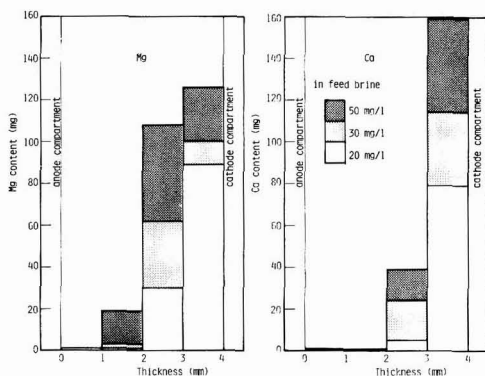 160
140
120
100
80
60
40
20
0
Mg content (mg)
anode compartment
Mg
cathode compartment
0 1 2 3 4
Thickness (mm)
160
140
120
100
80
60
40
20
0
Ca content (mg)
anode compartment
Ca
in feed brine
50 mg/l
30 mg/l
20 mg/l
cathode compartment
0 1 2 3 4
Thickness (mm)